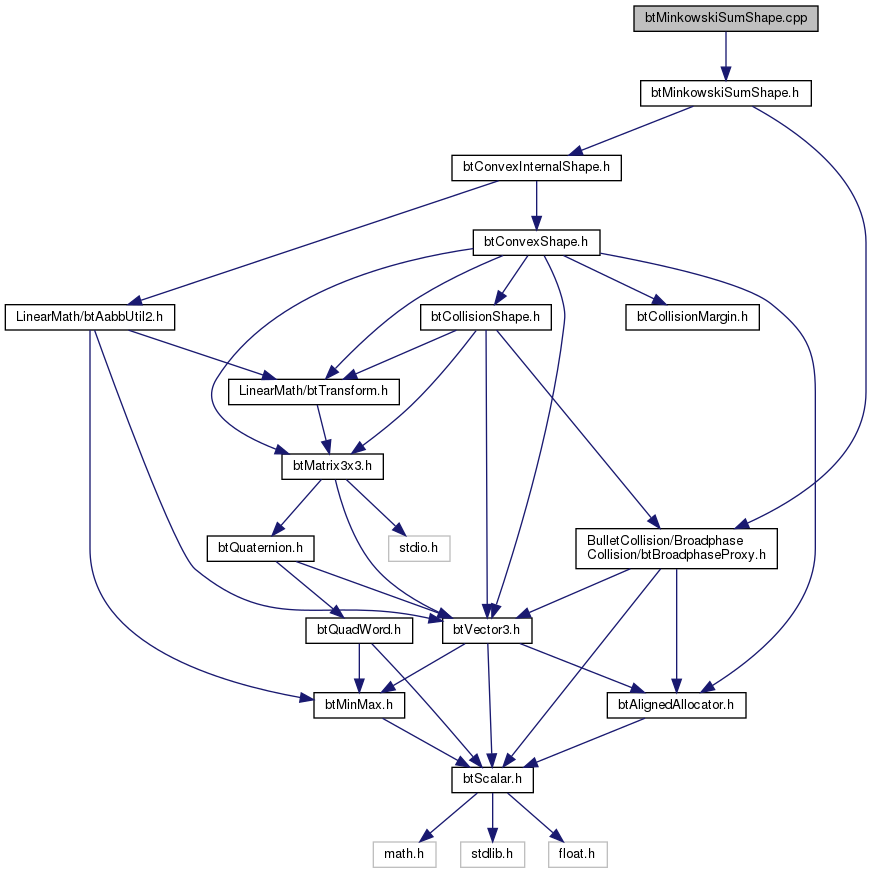 btMinkowskiSumShape.cpp
btMinkowskiSumShape.h
btConvexInternalShape.h
btConvexShape.h
LinearMath/btAabbUtil2.h
btCollisionShape.h
btCollisionMargin.h
LinearMath/btTransform.h
btMatrix3x3.h
btQuaternion.h
stdio.h
BulletCollision/Broadphase
Collision/btBroadphaseProxy.h
btQuadWord.h
btVector3.h
btMinMax.h
btAlignedAllocator.h
btScalar.h
math.h
stdlib.h
float.h